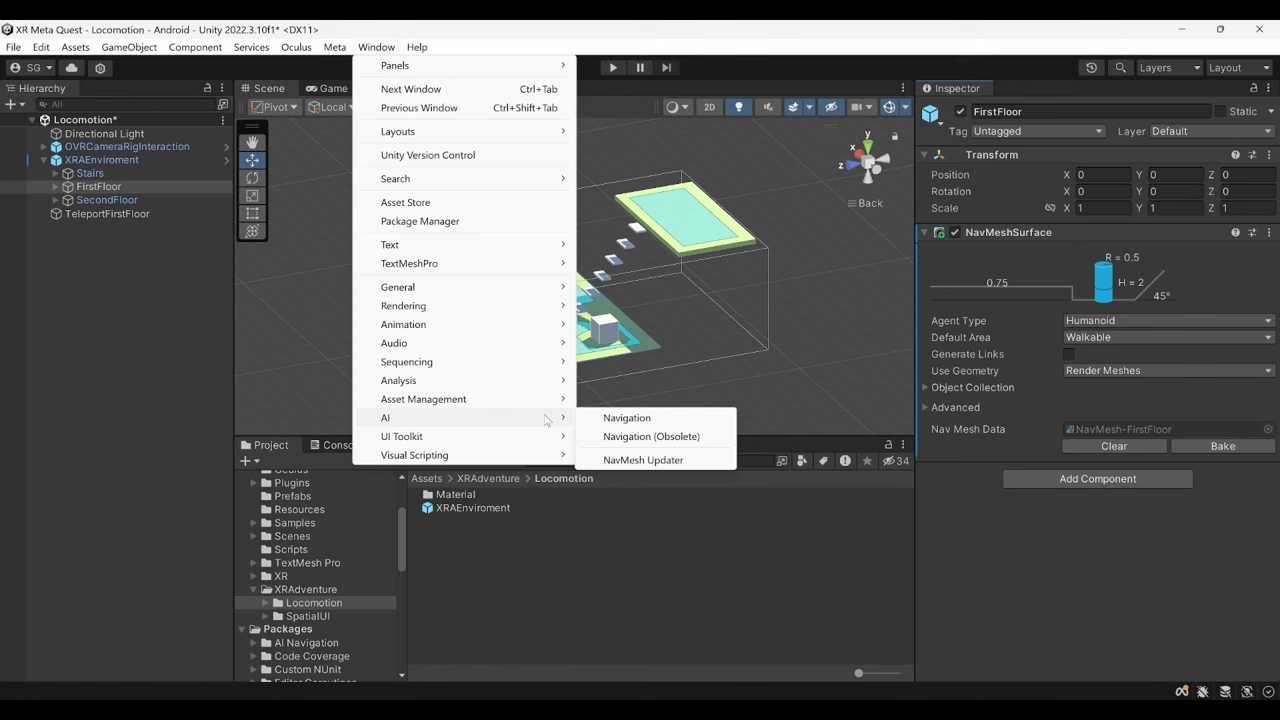 XR Meta Quest - Locomotion - Android - Unity 2022.3.10f1* <DX11>
File Edit Assets GameObject Component Services Oculus Meta Window Help
SG Layers Layout
Hierarchy
All
Locomotion*
Directional Light
OVRCameraRigInteraction
XRAEnviroment
Stairs
FirstFloor
SecondFloor
TeleportFirstFloor
Scene Game
Pivot Local 2D
Panels
Next Window Ctrl+Tab
Previous Window Ctrl+Shift+Tab
Layouts
Unity Version Control
Search
Asset Store
Package Manager
Text
TextMeshPro
General
Rendering
Animation
Audio
Sequencing
Analysis
Asset Management
AI
UI Toolkit
Visual Scripting
Navigation
Navigation (Obsolete)
NavMesh Updater
y
x
z
Back
Inspector
FirstFloor Static
Tag Untagged Layer Default
Transform
Position X 0 Y 0 Z 0
Rotation X 0 Y 0 Z 0
Scale X 1 Y 1 Z 1
NavMeshSurface
R = 0.5
0.75 H = 2
45°
Agent Type Humanoid
Default Area Walkable
Generate Links
Use Geometry Render Meshes
Object Collection
Advanced
Nav Mesh Data NavMesh-FirstFloor
Clear Bake
Add Component
Project
34
Plugins
Prefabs
Resources
Samples
Scenes
Scripts
TextMesh Pro
XR
XRAdventure
Locomotion
SpatialUI
Packages
AI Navigation
Code Coverage
Custom NUnit
Assets > XRAdventure > Locomotion
Material
XRAEnviroment